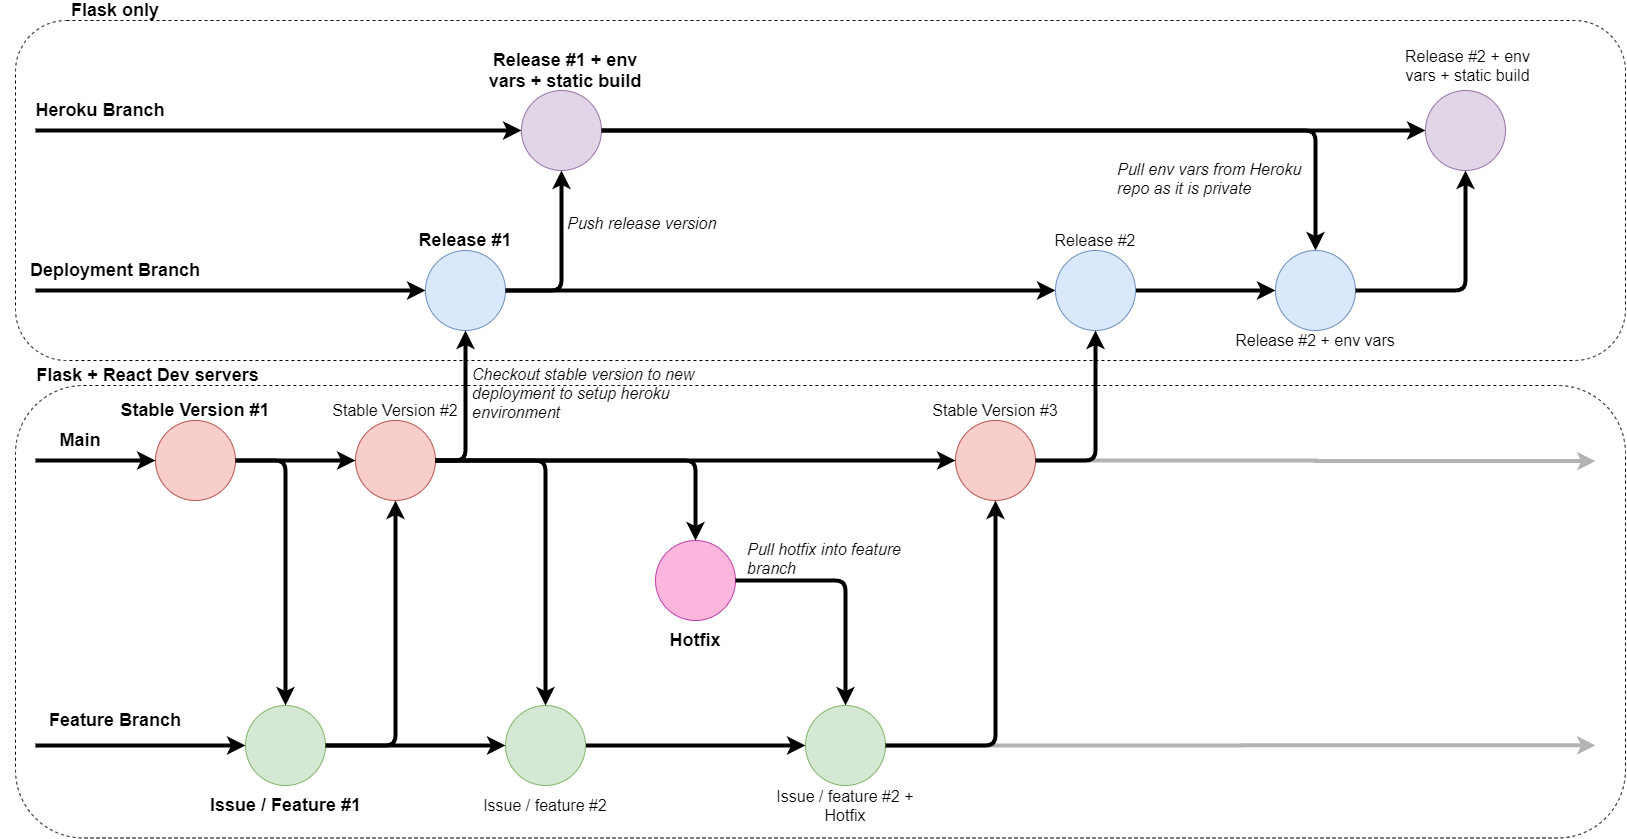 Flask only
Release #1 + env
vars + static build
Release #2 + env
vars + static build
Heroku Branch
Pull env vars from Heroku
repo as it is private
Push release version
Release #1
Release #2
Deployment Branch
Release #2 + env vars
Flask + React Dev servers
Checkout stable version to new
deployment to setup heroku
environment
Stable Version #1
Stable Version #2
Stable Version #3
Main
Pull hotfix into feature
branch
Hotfix
Feature Branch
Issue / Feature #1
Issue / feature #2
Issue / feature #2 +
Hotfix